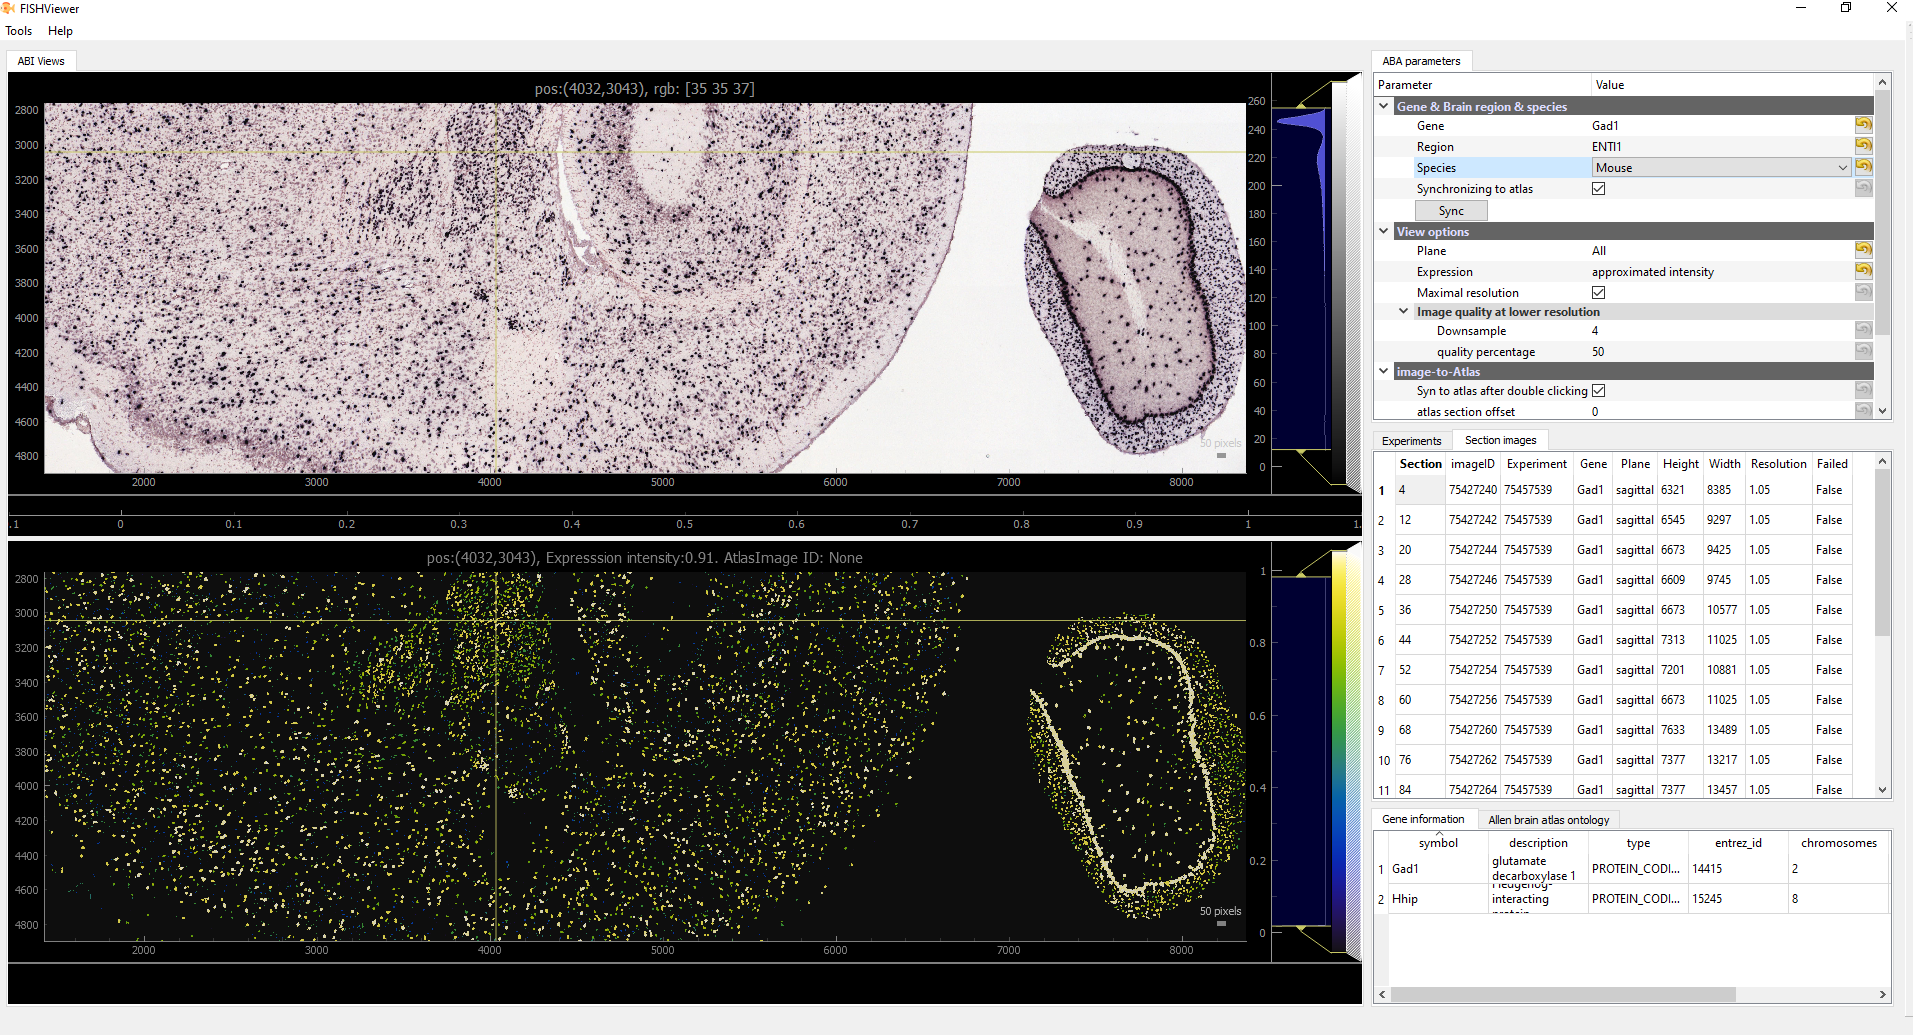 FISHViewer
Tools Help
ABI Views
pos:(4032,3043), rgb: [35 35 37]
2800
3000
3200
3400
3600
3800
4000
4200
4400
4600
4800
2000 3000 4000 5000 6000 7000 8000
50 pixels
260
240
220
200
180
160
140
120
100
80
60
40
20
0
.1 0 0.1 0.2 0.3 0.4 0.5 0.6 0.7 0.8 0.9 1 1.
pos:(4032,3043), Expresssion intensity:0.91. AtlasImage ID: None
2800
3000
3200
3400
3600
3800
4000
4200
4400
4600
4800
2000 3000 4000 5000 6000 7000 8000
50 pixels
1
0.8
0.6
0.4
0.2
0
ABA parameters
Parameter Value
Gene & Brain region & species
Gene Gad1
Region ENTl1
Species Mouse
Synchronizing to atlas
Sync
View options
Plane All
Expression approximated intensity
Maximal resolution
Image quality at lower resolution
Downsample 4
quality percentage 50
image-to-Atlas
Syn to atlas after double clicking
atlas section offset 0
Experiments Section images
Section imageID Experiment Gene Plane Height Width Resolution Failed
1 4 75427240 75457539 Gad1 sagittal 6321 8385 1.05 False
2 12 75427242 75457539 Gad1 sagittal 6545 9297 1.05 False
3 20 75427244 75457539 Gad1 sagittal 6673 9425 1.05 False
4 28 75427246 75457539 Gad1 sagittal 6609 9745 1.05 False
5 36 75427250 75457539 Gad1 sagittal 6673 10577 1.05 False
6 44 75427252 75457539 Gad1 sagittal 7313 11025 1.05 False
7 52 75427254 75457539 Gad1 sagittal 7201 10881 1.05 False
8 60 75427256 75457539 Gad1 sagittal 6673 11025 1.05 False
9 68 75427260 75457539 Gad1 sagittal 7633 13489 1.05 False
10 76 75427262 75457539 Gad1 sagittal 7377 13217 1.05 False
11 84 75427264 75457539 Gad1 sagittal 7377 13457 1.05 False
Gene information Allen brain atlas ontology
symbol description type entrez_id chromosomes
1 Gad1 glutamate decarboxylase 1 PROTEIN_CODI... 14415 2
2 Hhip Hedgehog-interacting protein PROTEIN_CODI... 15245 8